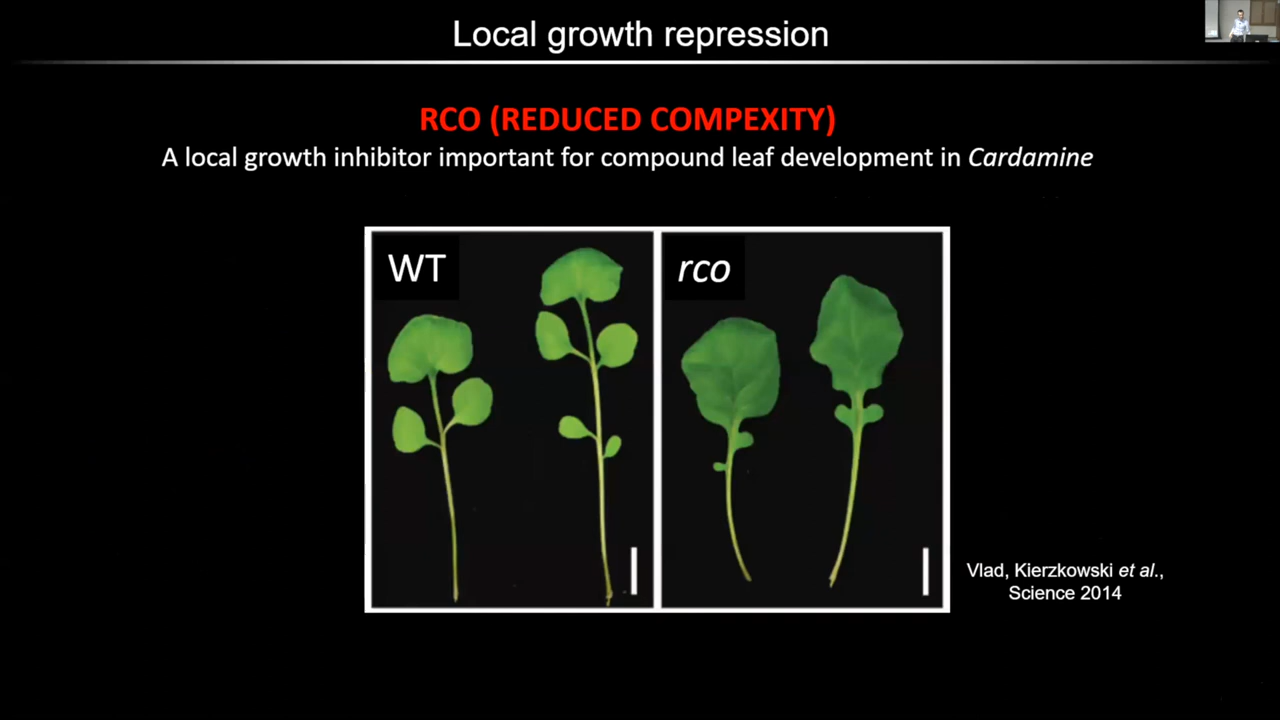 Local growth repression
RCO (REDUCED COMPEXITY)
A local growth inhibitor important for compound leaf development in Cardamine
WT
rco
Vlad, Kierzkowski et al.,
Science 2014